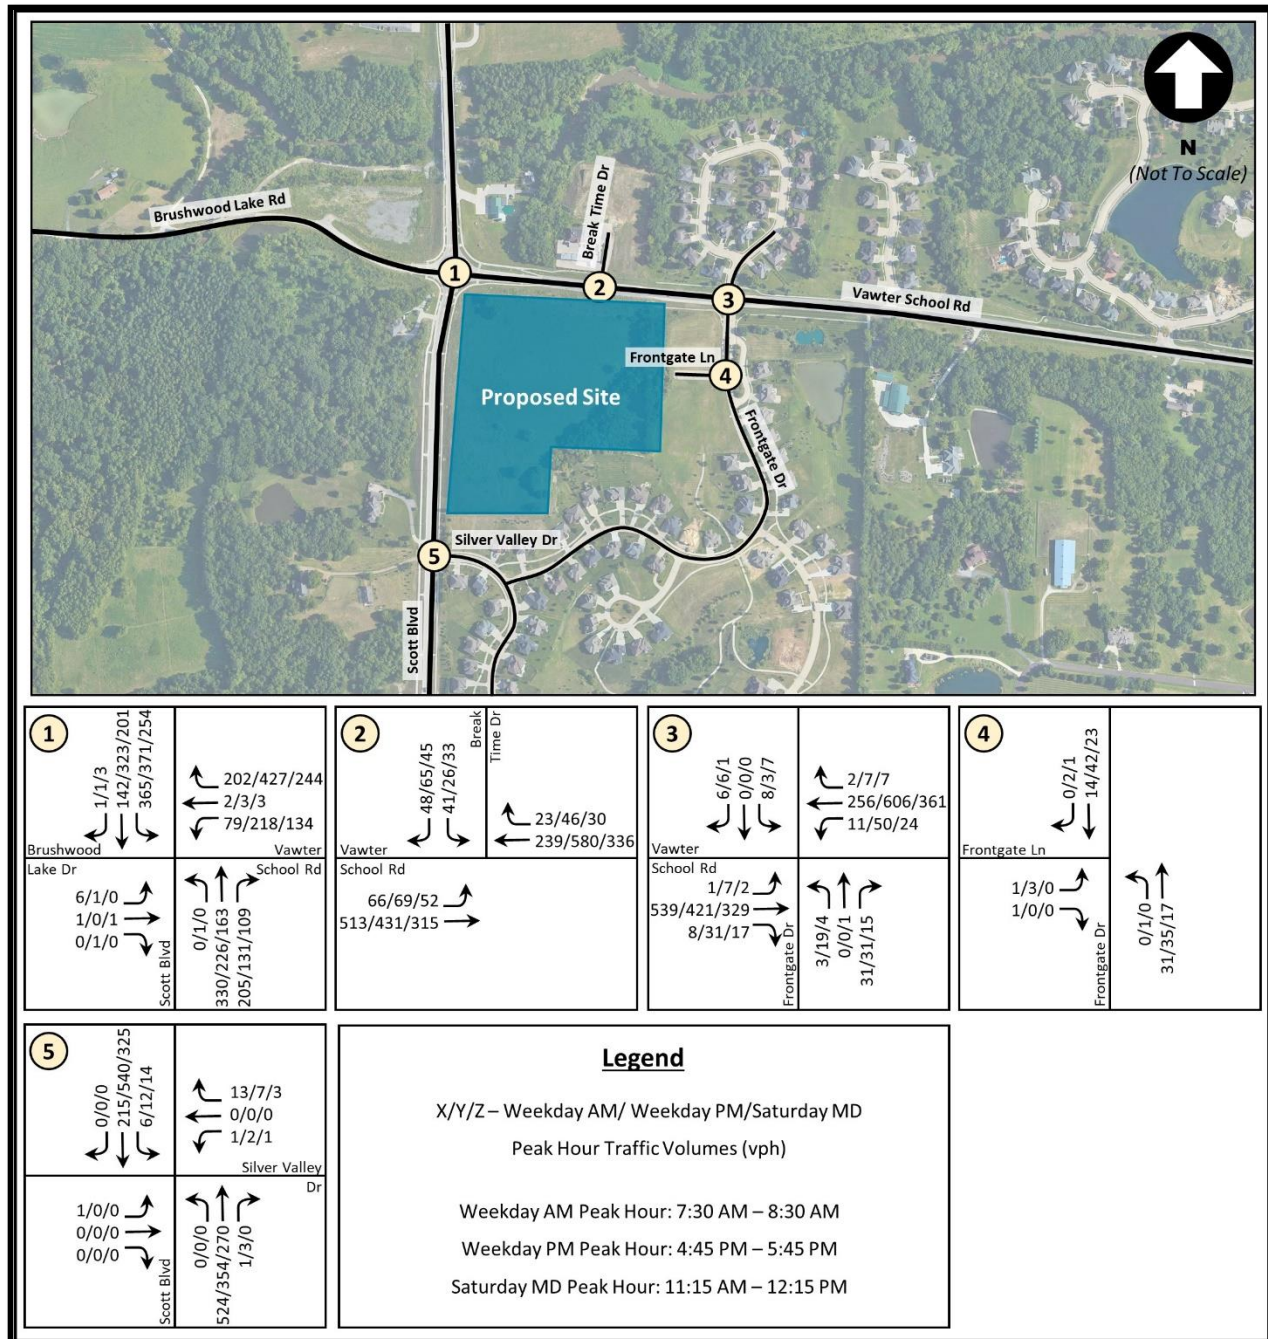 N
(Not To Scale)
Brushwood Lake Rd
Break Time Dr
1
2
3
Vawter School Rd
Frontgate Ln
4
Proposed Site
Frontgate Dr
Silver Valley Dr
5
Scott Blvd
1
1/1/3
142/323/201
365/371/254
202/427/244
2/3/3
79/218/134
Brushwood
Lake Dr
Vawter
School Rd
6/1/0
1/0/1
0/1/0
Scott Blvd
0/1/0
330/226/163
205/131/109
2
48/65/45
41/26/33
Break
Time Dr
23/46/30
239/580/336
Vawter
School Rd
66/69/52
513/431/315
3
6/6/1
0/0/0
8/3/7
2/7/7
256/606/361
11/50/24
Vawter
School Rd
1/7/2
539/421/329
8/31/17
Frontgate Dr
3/19/4
0/0/1
31/31/15
4
0/2/1
14/42/23
Frontgate Ln
1/3/0
1/0/0
Frontgate Dr
0/1/0
31/35/17
5
0/0/0
215/540/325
6/12/14
13/7/3
0/0/0
1/2/1
Silver Valley
Dr
1/0/0
0/0/0
0/0/0
Scott Blvd
0/0/0
524/354/270
1/3/0
Legend
X/Y/Z – Weekday AM/ Weekday PM/Saturday MD
Peak Hour Traffic Volumes (vph)
Weekday AM Peak Hour: 7:30 AM – 8:30 AM
Weekday PM Peak Hour: 4:45 PM – 5:45 PM
Saturday MD Peak Hour: 11:15 AM – 12:15 PM